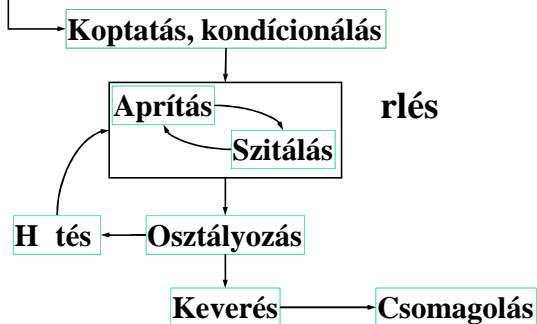 Koptatás, kondícionálás
Aprítás
rlés
Szitálás
H tés
Osztályozás
Keverés
Csomagolás